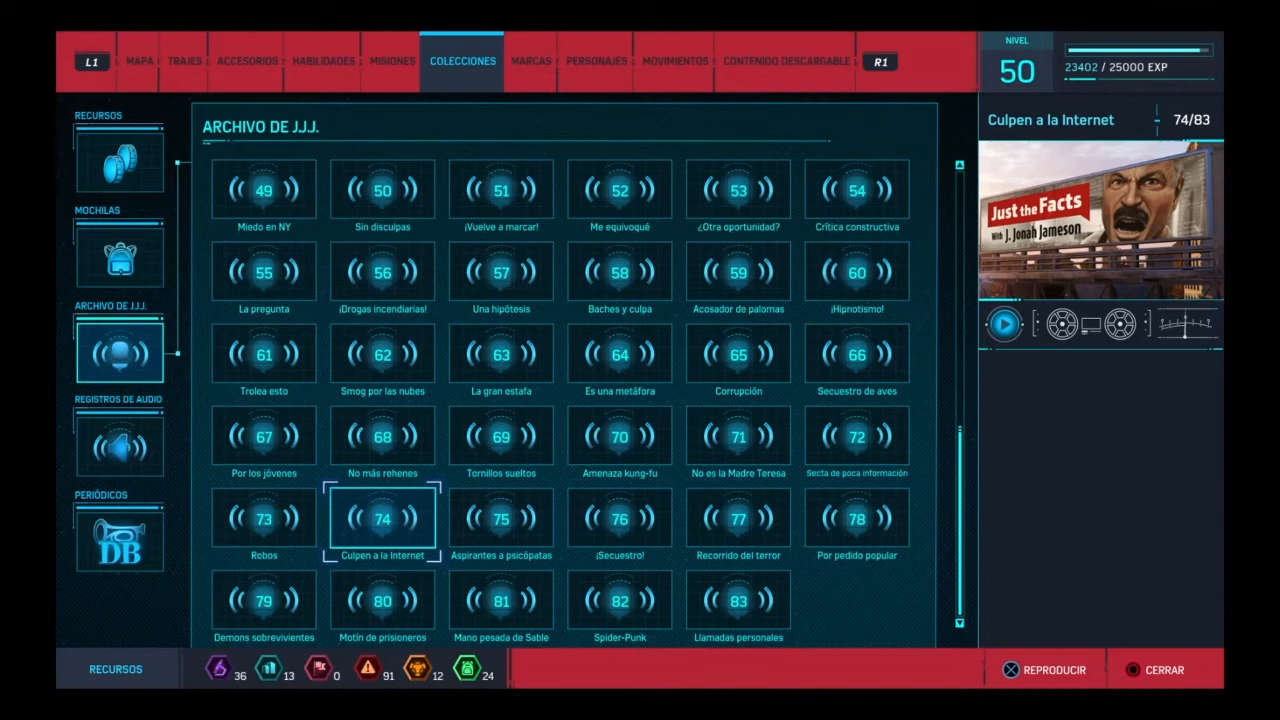 L1 MAPA TRAJES ACCESORIOS HABILIDADES MISIONES COLECCIONES MARCAS PERSONAJES MOVIMIENTOS CONTENIDO DESCARGABLE R1
NIVEL
50
23402 / 25000 EXP
RECURSOS
MOCHILAS
ARCHIVO DE J.J.J.
REGISTROS DE AUDIO
PERIÓDICOS
DB
ARCHIVO DE J.J.J.
49 50 51 52 53 54
Miedo en NY Sin disculpas ¡Vuelve a marcar! Me equivoqué ¿Otra oportunidad? Crítica constructiva
55 56 57 58 59 60
La pregunta ¡Drogas incendiarias! Una hipótesis Baches y culpa Acosador de palomas ¡Hipnotismo!
61 62 63 64 65 66
Trolea esto Smog por las nubes La gran estafa Es una metáfora Corrupción Secuestro de aves
67 68 69 70 71 72
Por los jóvenes No más rehenes Tornillos sueltos Amenaza kung-fu No es la Madre Teresa Secta de poca información
73 74 75 76 77 78
Robos Culpen a la Internet Aspirantes a psicópatas ¡Secuestro! Recorrido del terror Por pedido popular
79 80 81 82 83
Demons sobrevivientes Motín de prisioneros Mano pesada de Sable Spider-Punk Llamadas personales
Culpen a la Internet 74/83
Just the Facts
With J. Jonah Jameson
RECURSOS 36 13 0 91 12 24
REPRODUCIR CERRAR